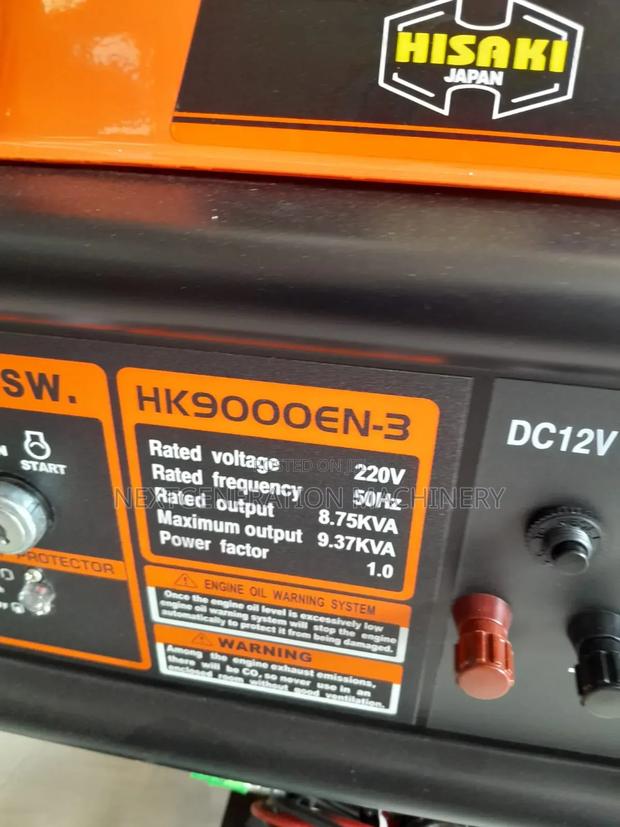 HISAKI
JAPAN
SW.
START
PROTECTOR
HK9000EN-3
Rated voltage 220V
Rated frequency 50Hz
Rated output 8.75KVA
Maximum output 9.37KVA
Power factor 1.0
DC12V
NEXT GENERATION MACHINERY
ENGINE OIL WARNING SYSTEM
Once the engine oil level is excessively low
engine oil warning system will stop the engine
automatically to protect it from being damaged.
WARNING
Among the engine exhaust emissions,
there will be CO, so never use in an
enclosed room without good ventilation.